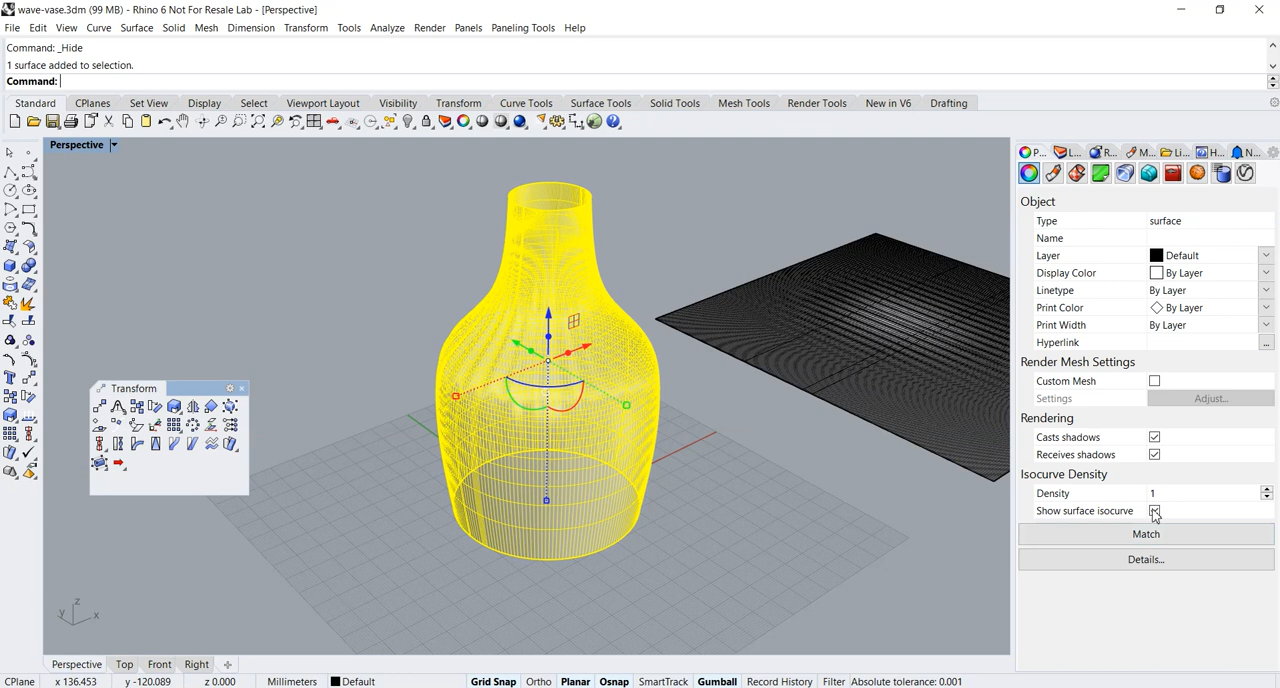 wave-vase.3dm (99 MB) - Rhino 6 Not For Resale Lab - [Perspective]
File Edit View Curve Surface Solid Mesh Dimension Transform Tools Analyze Render Panels Paneling Tools Help
Command: _Hide
1 surface added to selection.
Command:
Standard CPlanes Set View Display Select Viewport Layout Visibility Transform Curve Tools Surface Tools Solid Tools Mesh Tools Render Tools New in V6 Drafting
Perspective
P... L... R... M... Li... H... N...
Object
Type surface
Name
Layer Default
Display Color By Layer
Linetype By Layer
Print Color By Layer
Print Width By Layer
Hyperlink ...
Render Mesh Settings
Custom Mesh
Settings Adjust...
Rendering
Casts shadows
Receives shadows
Isocurve Density
Density 1
Show surface isocurve
Match
Details...
Transform
z
y x
Perspective Top Front Right
CPlane x 136.453 y -120.089 z 0.000 Millimeters Default Grid Snap Ortho Planar Osnap SmartTrack Gumball Record History Filter Absolute tolerance: 0.001